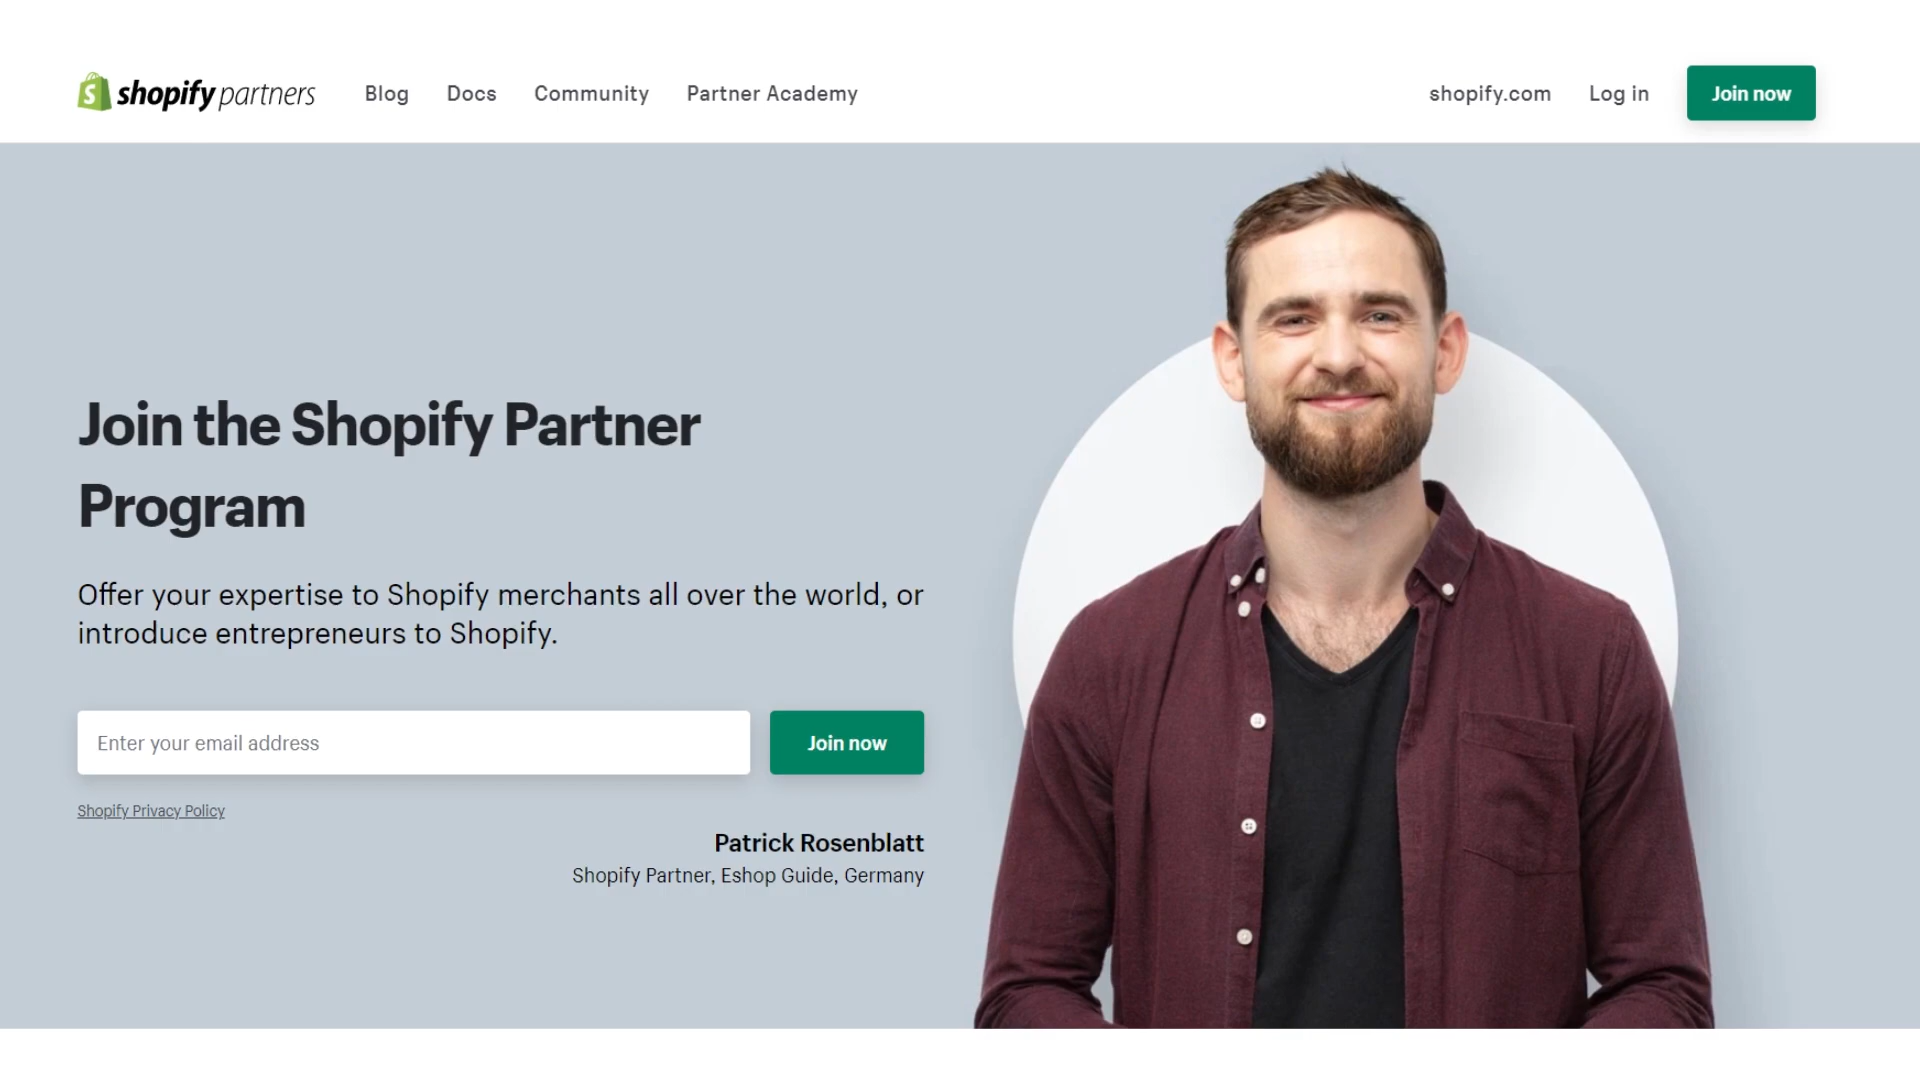 shopify partners
Blog
Docs
Community
Partner Academy
shopify.com
Log in
Join now
Join the Shopify Partner
Program
Offer your expertise to Shopify merchants all over the world, or
introduce entrepreneurs to Shopify.
Enter your email address
Join now
Shopify Privacy Policy
Patrick Rosenblatt
Shopify Partner, Eshop Guide, Germany